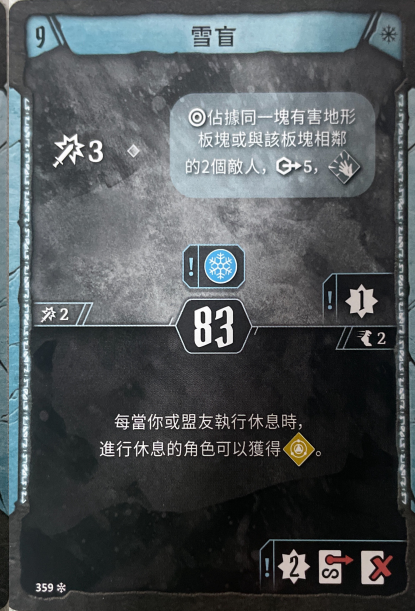 9
雪盲
3
佔據同一塊有害地形
板塊或與該板塊相鄰
的2個敵人，5，
!
! 1
2
83
2
每當你或盟友執行休息時，
進行休息的角色可以獲得。
! 2 S X
359